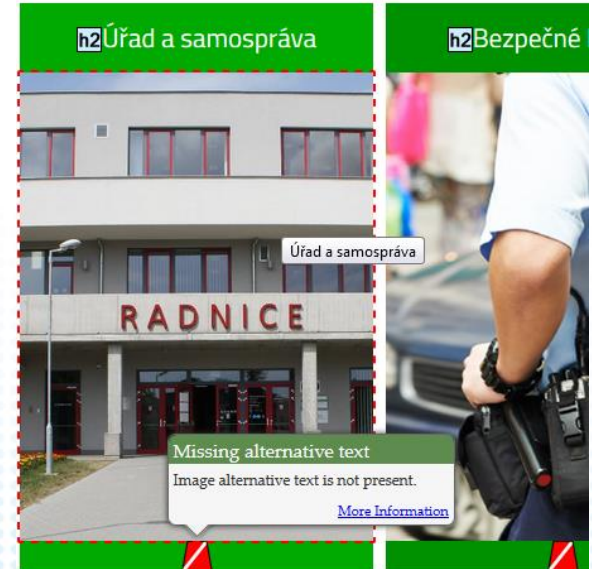 h2Úřad a samospráva
h2Bezpečné
Úřad a samospráva
RADNICE
Missing alternative text
Image alternative text is not present.
More Information